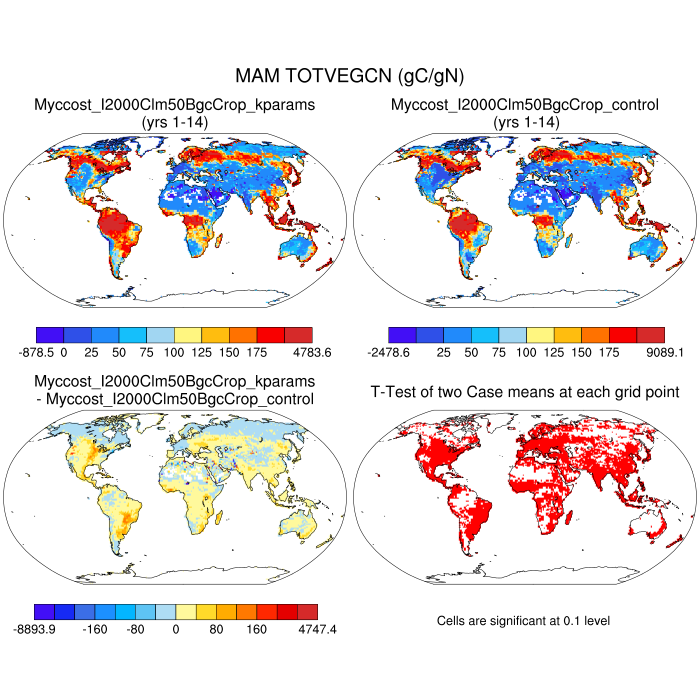 MAM TOTVEGCN (gC/gN)
Myccost_I2000Clm50BgcCrop_kparams
(yrs 1-14)
Myccost_I2000Clm50BgcCrop_control
(yrs 1-14)
-878.5 0 25 50 75 100 125 150 175 4783.6
-2478.6 0 25 50 75 100 125 150 175 9089.1
Myccost_I2000Clm50BgcCrop_kparams
- Myccost_I2000Clm50BgcCrop_control
T-Test of two Case means at each grid point
-8893.9 -160 -80 0 80 160 4747.4
Cells are significant at 0.1 level